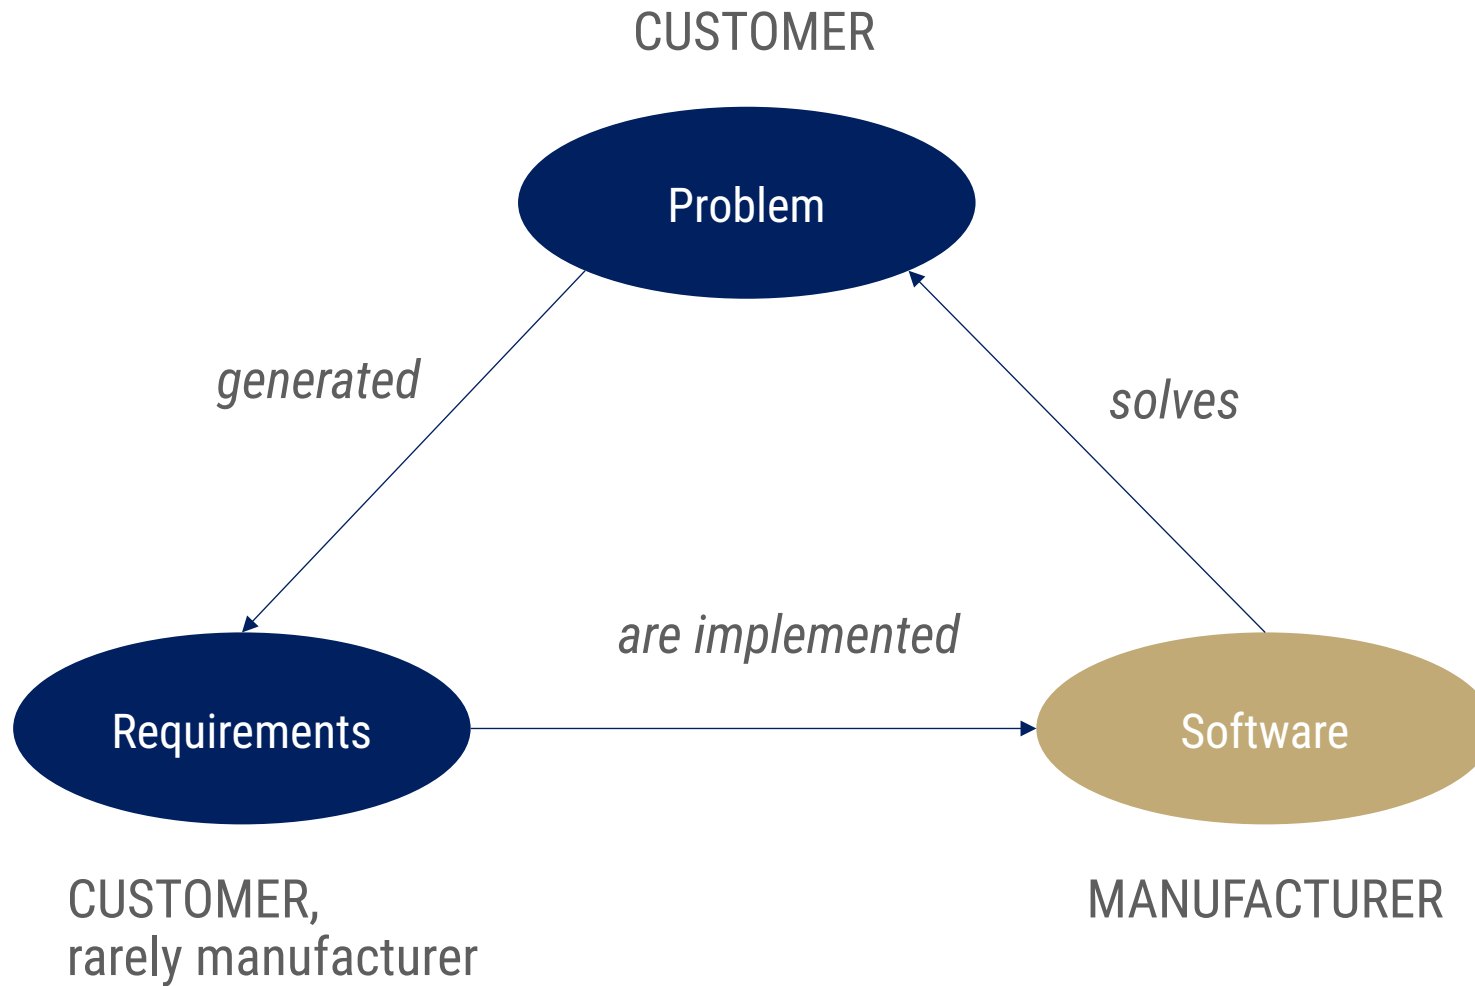 CUSTOMER
Problem
generated
solves
are implemented
Requirements
Software
CUSTOMER,
rarely manufacturer
MANUFACTURER